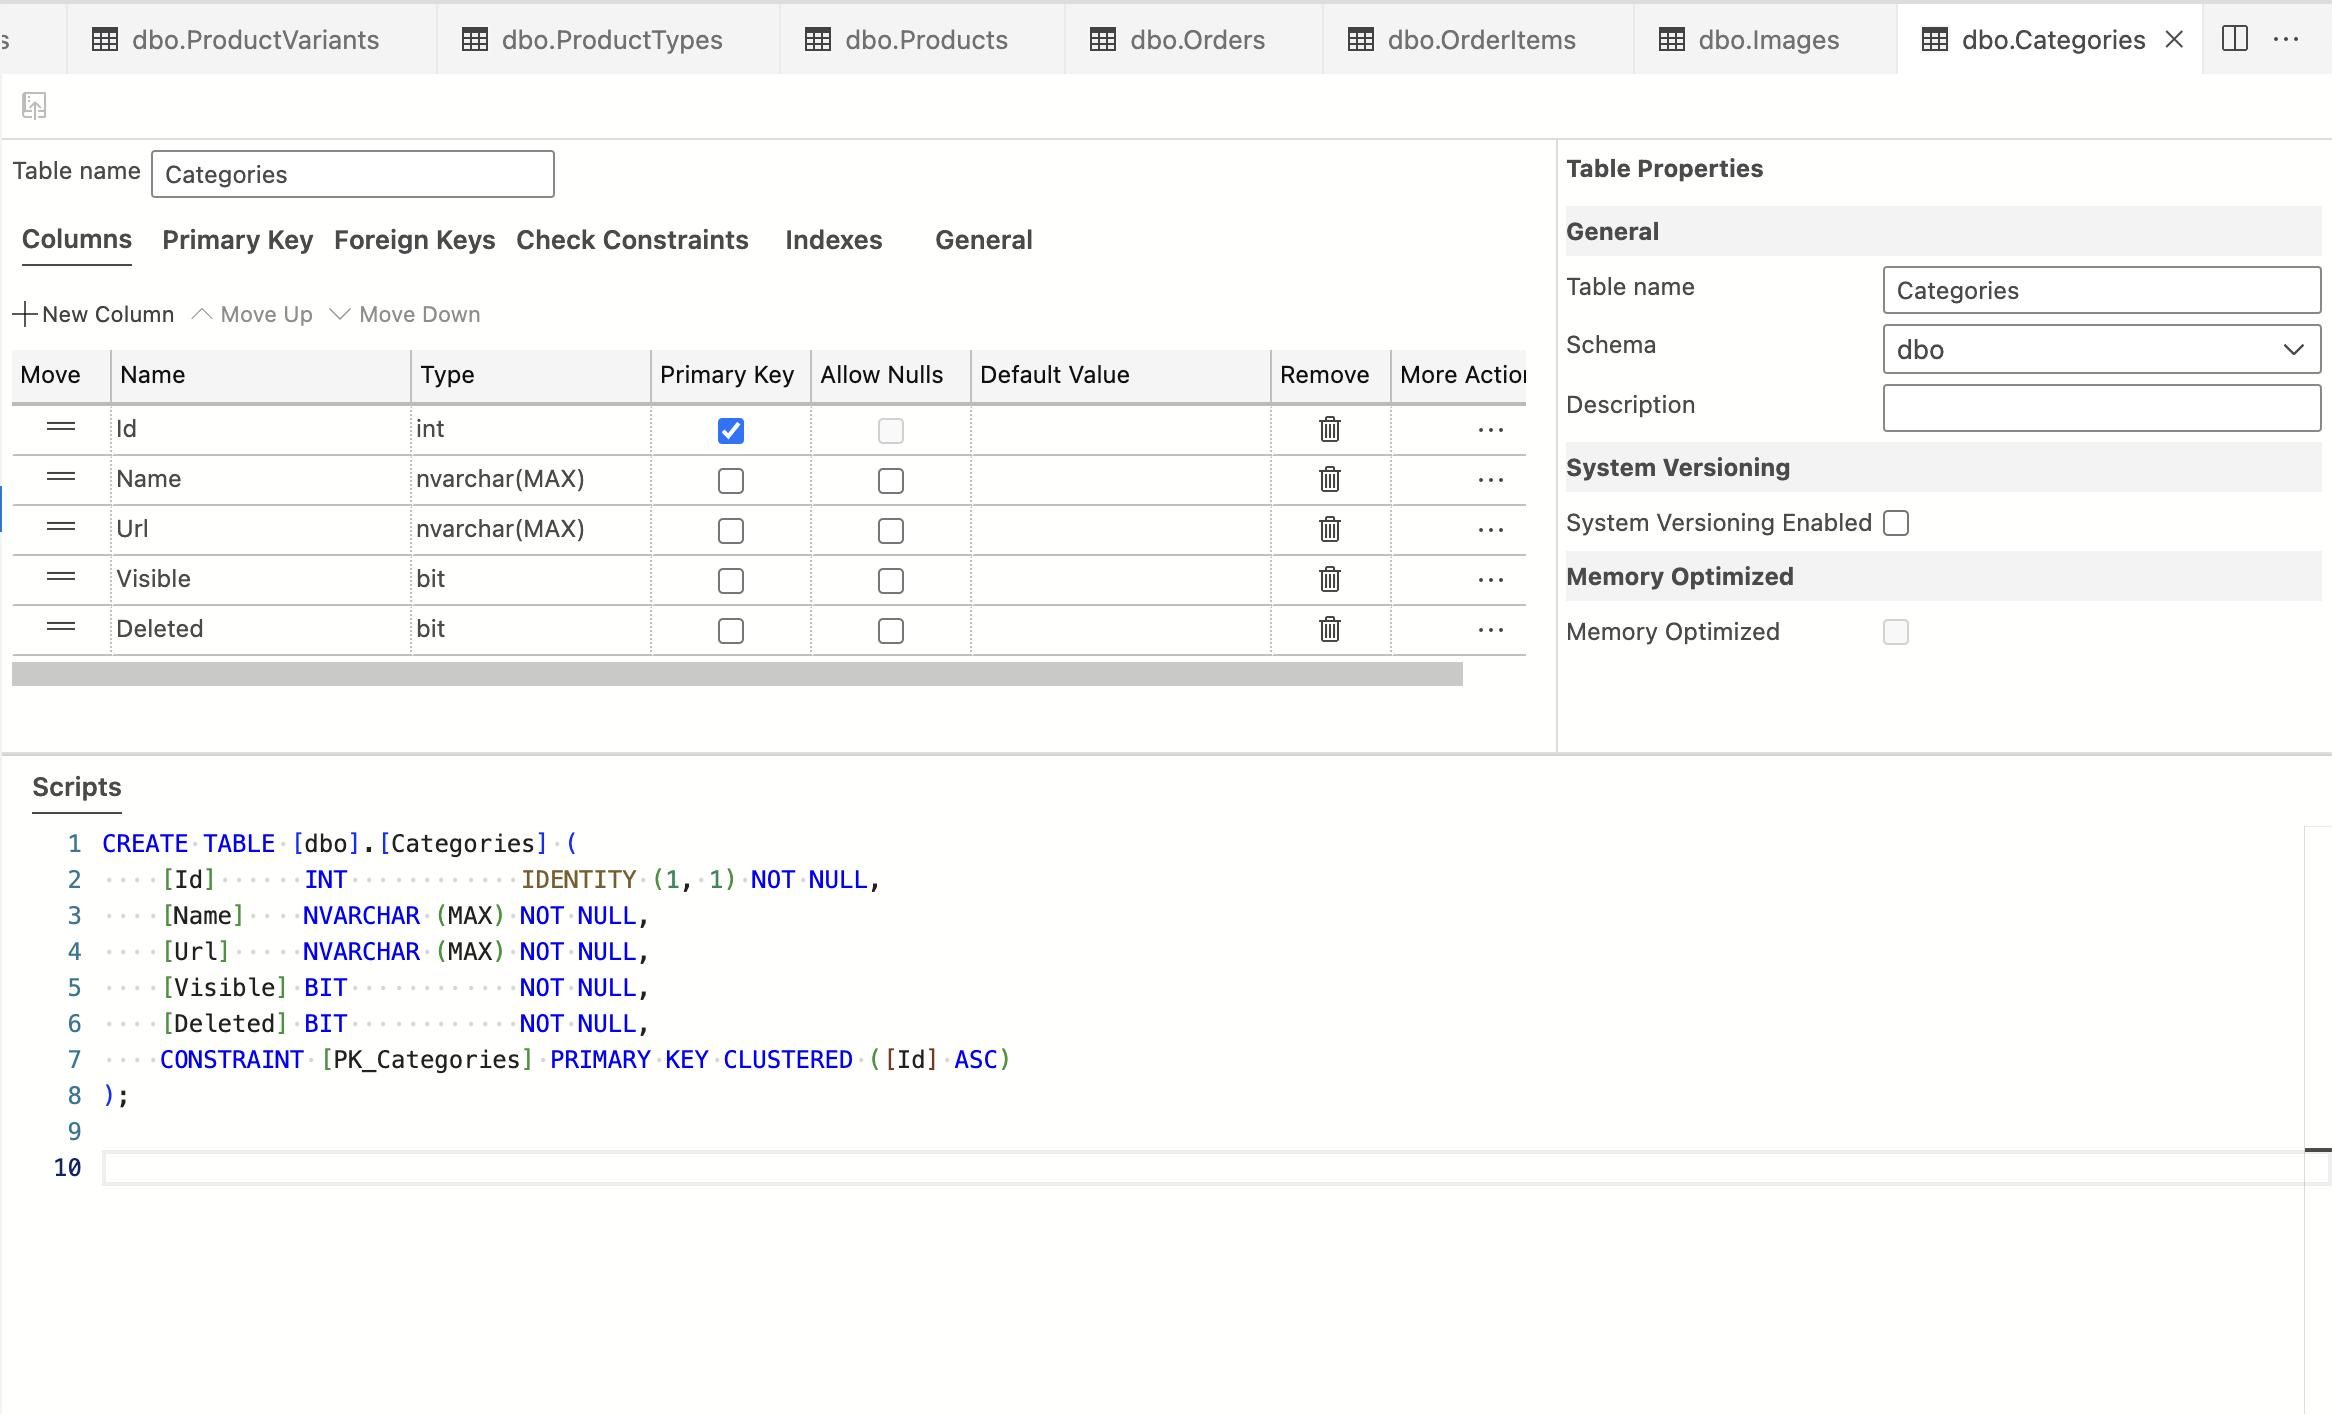 s dbo.ProductVariants dbo.ProductTypes dbo.Products dbo.Orders dbo.OrderItems dbo.Images dbo.Categories
Table name Categories
Columns Primary Key Foreign Keys Check Constraints Indexes General
New Column Move Up Move Down
Move Name Type Primary Key Allow Nulls Default Value Remove More Action
Id int
Name nvarchar(MAX)
Url nvarchar(MAX)
Visible bit
Deleted bit
Table Properties
General
Table name Categories
Schema dbo
Description
System Versioning
System Versioning Enabled
Memory Optimized
Memory Optimized
Scripts
1 CREATE TABLE [dbo].[Categories] (
2 [Id] INT IDENTITY (1, 1) NOT NULL,
3 [Name] NVARCHAR (MAX) NOT NULL,
4 [Url] NVARCHAR (MAX) NOT NULL,
5 [Visible] BIT NOT NULL,
6 [Deleted] BIT NOT NULL,
7 CONSTRAINT [PK_Categories] PRIMARY KEY CLUSTERED ([Id] ASC)
8 );
9
10